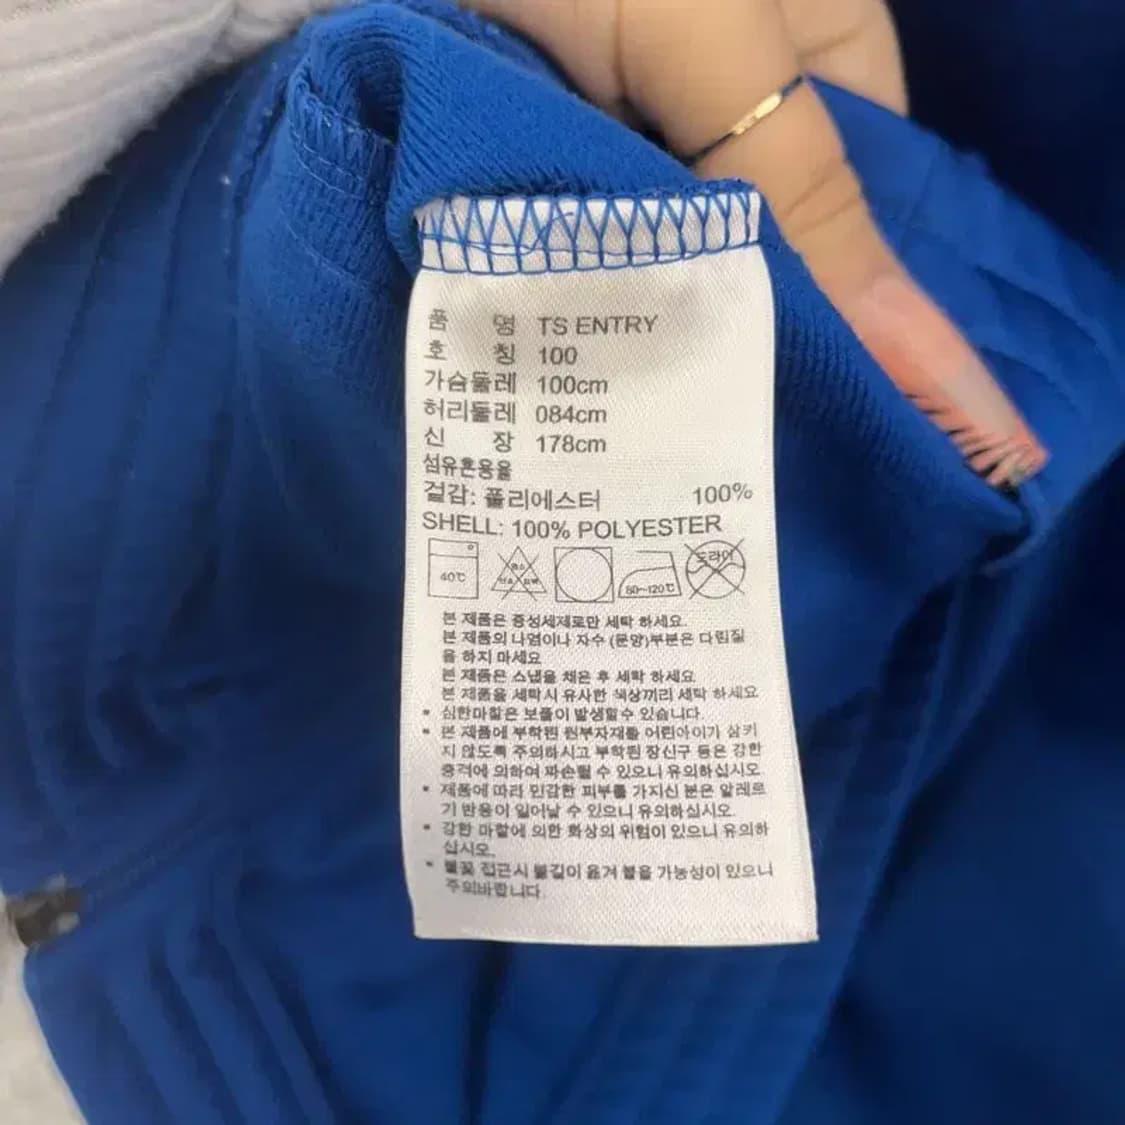 품 명 TS ENTRY
호 칭 100
가슴둘레 100cm
허리둘레 084cm
신 장 178cm
섬유혼용율
겉감: 폴리에스터 100%
SHELL: 100% POLYESTER
40℃ 염소 산소 표백 80~120℃ 드라이
본 제품은 중성세제로만 세탁 하세요.
본 제품의 나염이나 자수 (문양)부분은 다림질
을 하지 마세요
본 제품은 스냅을 채운 후 세탁 하세요
본 제품을 세탁시 유사한 색상끼리 세탁 하세요
* 심한마찰은 보풀이 발생할수 있습니다.
* 본 제품에 부착된 원부자재를 어린아이가 삼키
지 않도록 주의하시고 부착된 장신구 등은 강한
충격에 의하여 파손될 수 있으니 유의하십시오
* 제품에 따라 민감한 피부를 가지신 분은 알레르
기 반응이 일어날 수 있으니 유의하십시오.
* 강한 마찰에 의한 화상의 위험이 있으니 유의하
십시오.
* 불꽃 접근시 불길이 옮겨 붙을 가능성이 있으니
주의바랍니다.